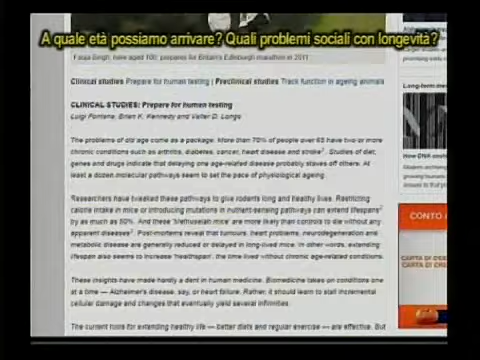 A quale età possiamo arrivare? Quali problemi sociali con longevità?
Fauja Singh, here aged 100, prepares for Britain's Edinburgh marathon in 2011
Clinical studies Prepare for human testing | Preclinical studies Track function in ageing animals
CLINICAL STUDIES: Prepare for human testing
Luigi Fontana, Brian K. Kennedy and Valter D. Longo
The problems of old age come as a package. More than 70% of people over 65 have two or more
chronic conditions such as arthritis, diabetes, cancer, heart disease and stroke¹. Studies of diet,
genes and drugs indicate that delaying one age-related disease probably staves off others. At
least a dozen molecular pathways seem to set the pace of physiological ageing.
Researchers have tweaked these pathways to give rodents long and healthy lives. Restricting
calorie intake in mice or introducing mutations in nutrient-sensing pathways can extend lifespans²
by as much as 50%. And these 'Methuselah mice' are more likely than controls to die without any
apparent diseases³. Post-mortems reveal that tumours, heart problems, neurodegeneration and
metabolic disease are generally reduced or delayed in long-lived mice. In other words, extending
lifespan also seems to increase 'healthspan', the time lived without chronic age-related conditions.
These insights have made hardly a dent in human medicine. Biomedicine takes on conditions one
at a time — Alzheimer's disease, say, or heart failure. Rather, it should learn to stall incremental
cellular damage and changes that eventually yield several infirmities.
The current tools for extending healthy life — better diets and regular exercise — are effective. But
Long-term
How DNA
CONTO
CARTA DI
CARTA DI CRE